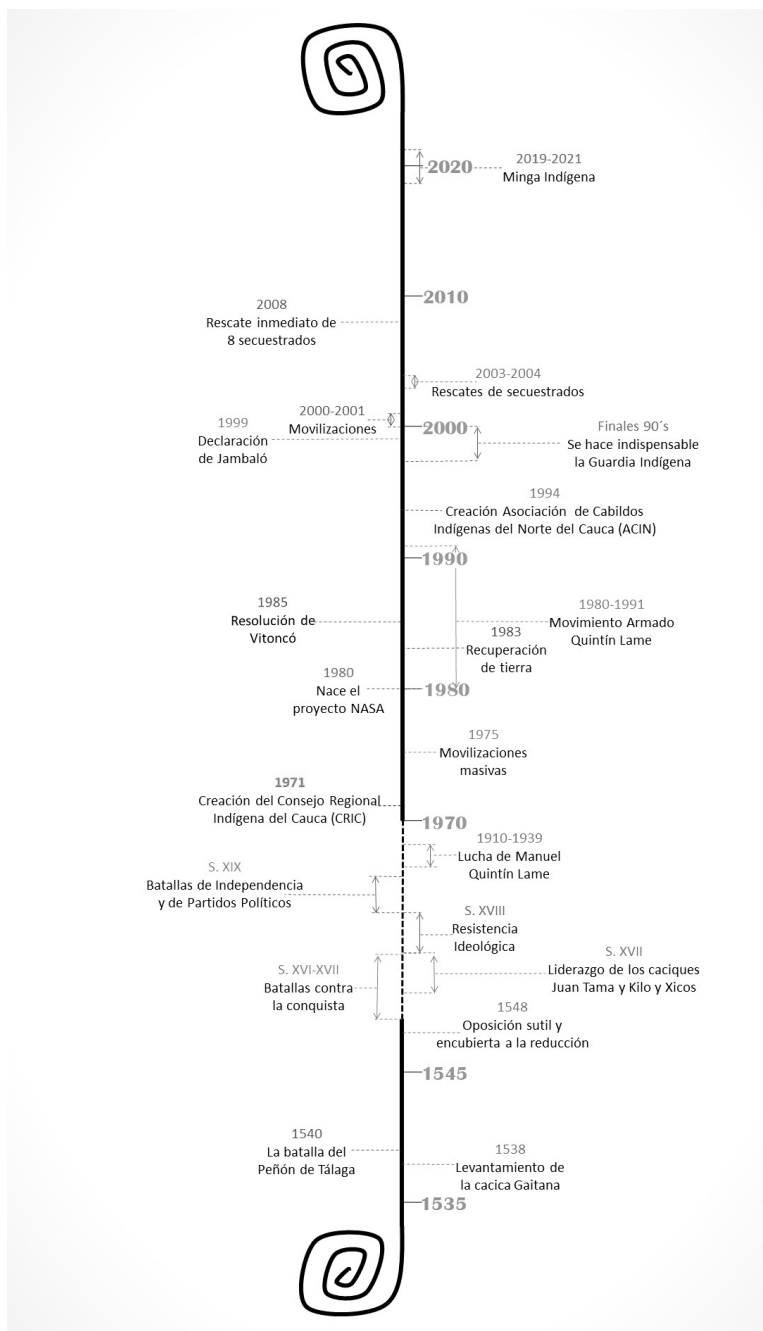 2019-2021
2020
Minga Indígena
2010
2008
Rescate inmediato de
8 secuestrados
2003-2004
Rescates de secuestrados
2000-2001
Movilizaciones
2000
1999
Declaración
de Jambaló
Finales 90´s
Se hace indispensable
la Guardia Indígena
1994
Creación Asociación de Cabildos
Indígenas del Norte del Cauca (ACIN)
1990
1985
Resolución de
Vitoncó
1980-1991
Movimiento Armado
Quintín Lame
1983
Recuperación
de tierra
1980
Nace el
proyecto NASA
1980
1975
Movilizaciones
masivas
1971
Creación del Consejo Regional
Indígena del Cauca (CRIC)
1970
1910-1939
Lucha de Manuel
Quintín Lame
S. XIX
Batallas de Independencia
y de Partidos Políticos
S. XVIII
Resistencia
Ideológica
S. XVII
Liderazgo de los caciques
Juan Tama y Kilo y Xicos
S. XVI-XVII
Batallas contra
la conquista
1548
Oposición sutil y
encubierta a la reducción
1545
1540
La batalla del
Peñón de Tálaga
1538
Levantamiento de
la cacica Gaitana
1535